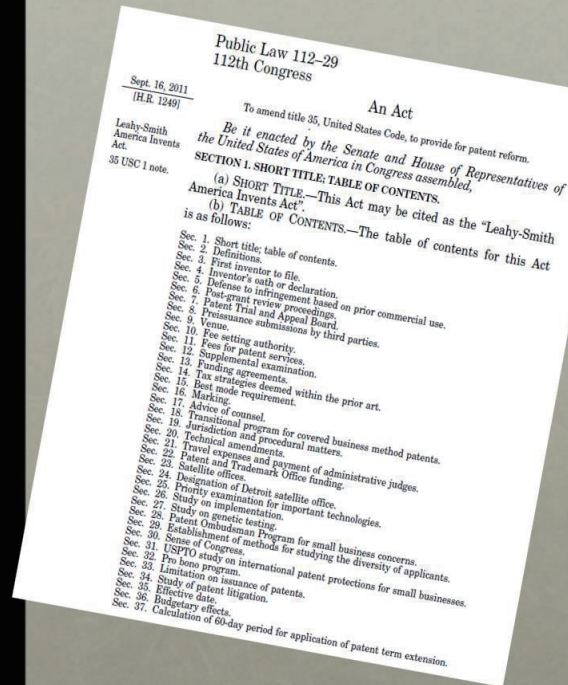 Public Law 112–29
112th Congress
An Act
Sept. 16, 2011
[H.R. 1249]
To amend title 35, United States Code, to provide for patent reform.
Leahy-Smith
America Invents
Act.
35 USC 1 note.
Be it enacted by the Senate and House of Representatives of
the United States of America in Congress assembled,
SECTION 1. SHORT TITLE; TABLE OF CONTENTS.
(a) SHORT TITLE.—This Act may be cited as the “Leahy-Smith
America Invents Act”.
(b) TABLE OF CONTENTS.—The table of contents for this Act
is as follows:
Sec. 1. Short title; table of contents.
Sec. 2. Definitions.
Sec. 3. First inventor to file.
Sec. 4. Inventor’s oath or declaration.
Sec. 5. Defense to infringement based on prior commercial use.
Sec. 6. Post-grant review proceedings.
Sec. 7. Patent Trial and Appeal Board.
Sec. 8. Preissuance submissions by third parties.
Sec. 9. Venue.
Sec. 10. Fee setting authority.
Sec. 11. Fees for patent services.
Sec. 12. Supplemental examination.
Sec. 13. Funding agreements.
Sec. 14. Tax strategies deemed within the prior art.
Sec. 15. Best mode requirement.
Sec. 16. Marking.
Sec. 17. Advice of counsel.
Sec. 18. Transitional program for covered business method patents.
Sec. 19. Jurisdiction and procedural matters.
Sec. 20. Technical amendments.
Sec. 21. Travel expenses and payment of administrative judges.
Sec. 22. Patent and Trademark Office funding.
Sec. 23. Satellite offices.
Sec. 24. Designation of Detroit satellite office.
Sec. 25. Priority examination for important technologies.
Sec. 26. Study on implementation.
Sec. 27. Study on genetic testing.
Sec. 28. Patent Ombudsman Program for small business concerns.
Sec. 29. Establishment of methods for studying the diversity of applicants.
Sec. 30. Sense of Congress.
Sec. 31. USPTO study on international patent protections for small businesses.
Sec. 32. Pro bono program.
Sec. 33. Limitation on issuance of patents.
Sec. 34. Study of patent litigation.
Sec. 35. Effective date.
Sec. 36. Budgetary effects.
Sec. 37. Calculation of 60-day period for application of patent term extension.